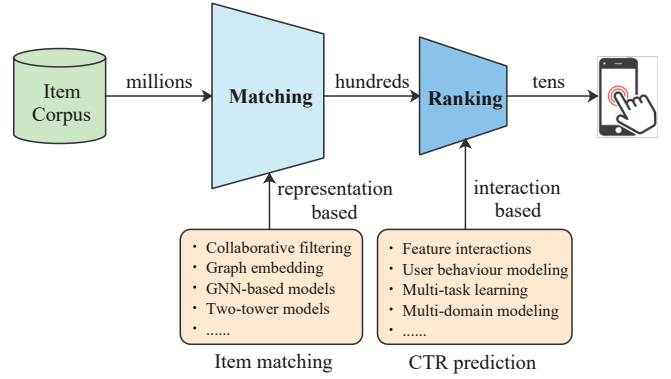 Item
Corpus
millions
Matching
hundreds
Ranking
tens
representation
based
interaction
based
· Collaborative filtering
· Graph embedding
· GNN-based models
· Two-tower models
· ......
· Feature interactions
· User behaviour modeling
· Multi-task learning
· Multi-domain modeling
· ......
Item matching
CTR prediction